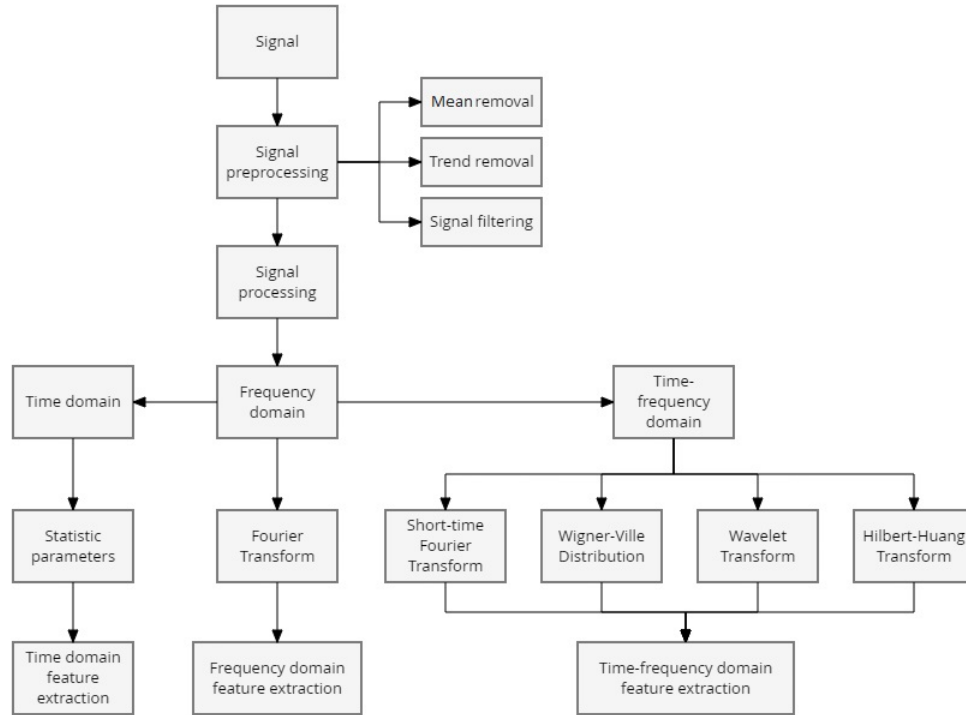 Signal
Mean removal
Signal
preprocessing
Trend removal
Signal filtering
Signal
processing
Time domain
Frequency
domain
Time-
frequency
domain
Statistic
parameters
Fourier
Transform
Short-time
Fourier
Transform
Wigner-Ville
Distribution
Wavelet
Transform
Hilbert-Huang
Transform
Time domain
feature
extraction
Frequency domain
feature extraction
Time-frequency domain
feature extraction